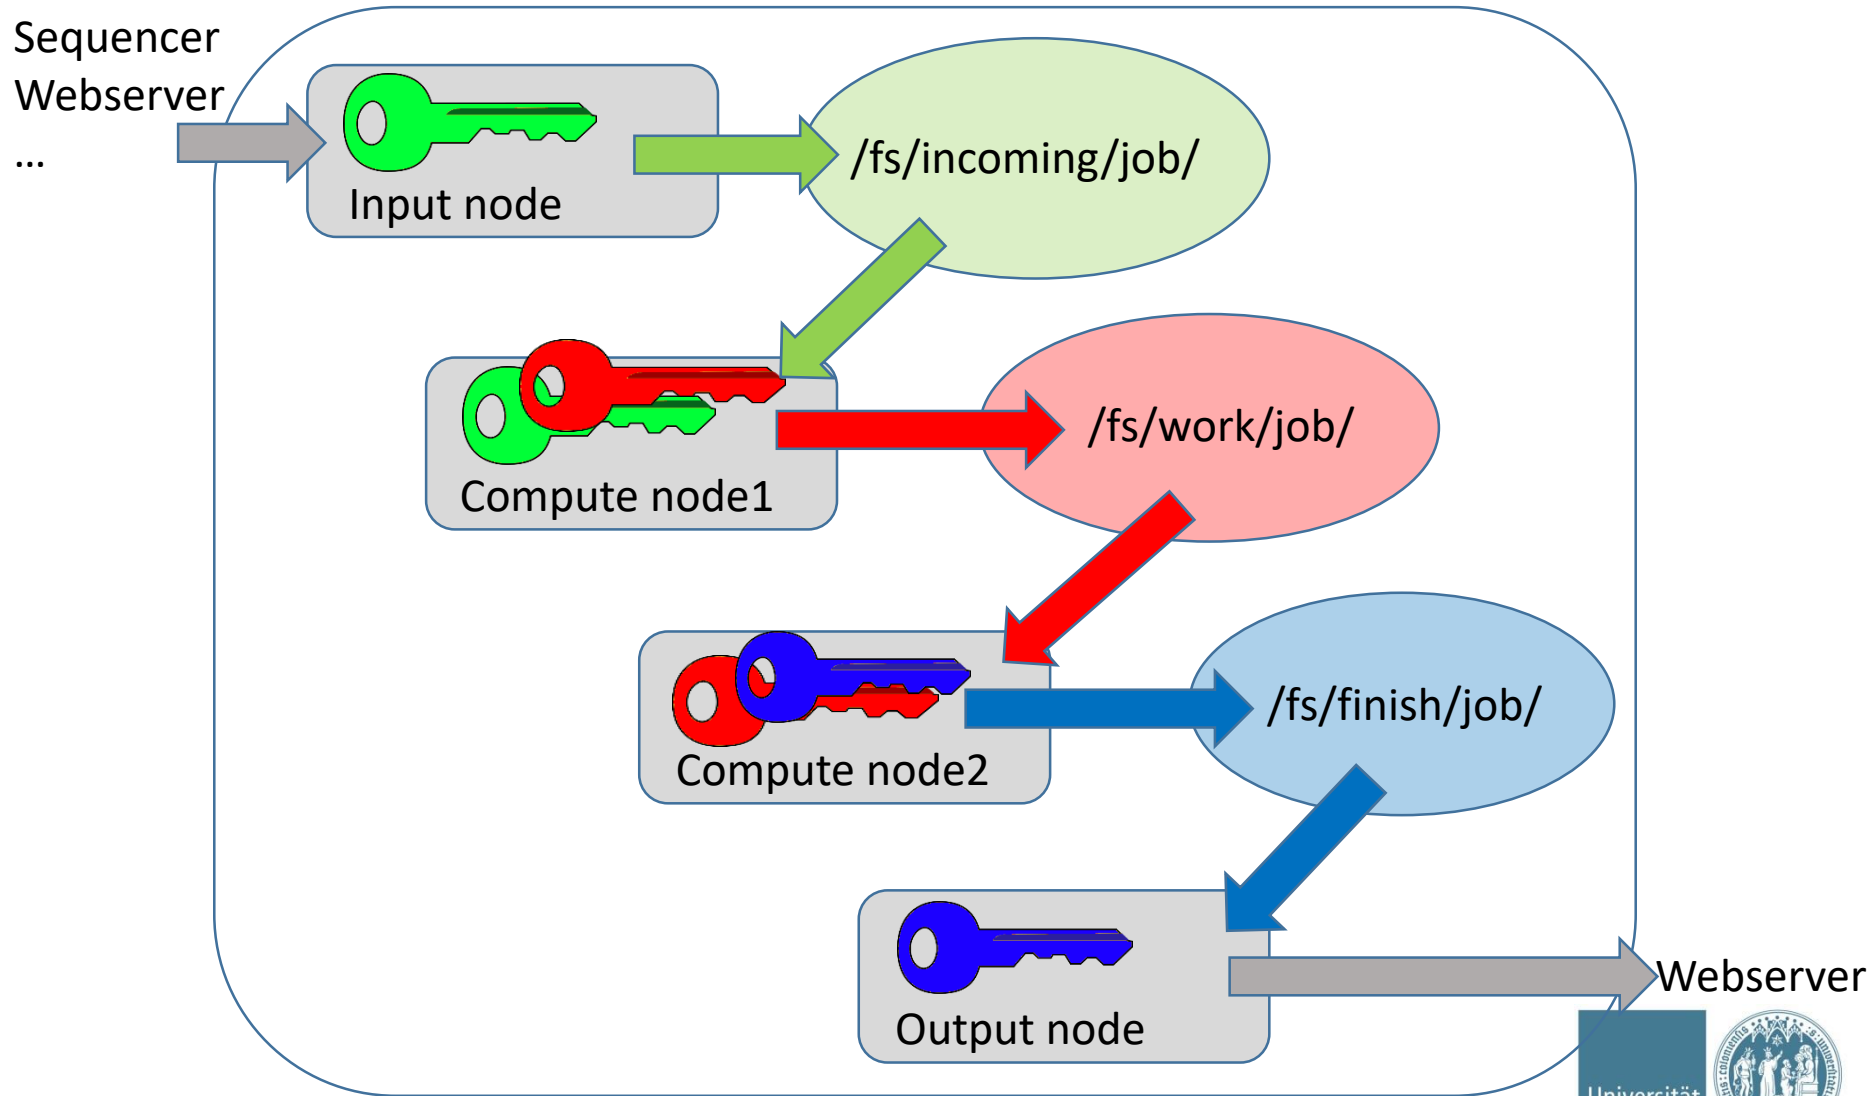 Sequencer
Webserver
...
Input node
/fs/incoming/job/
Compute node1
/fs/work/job/
Compute node2
/fs/finish/job/
Output node
Webserver
Universität